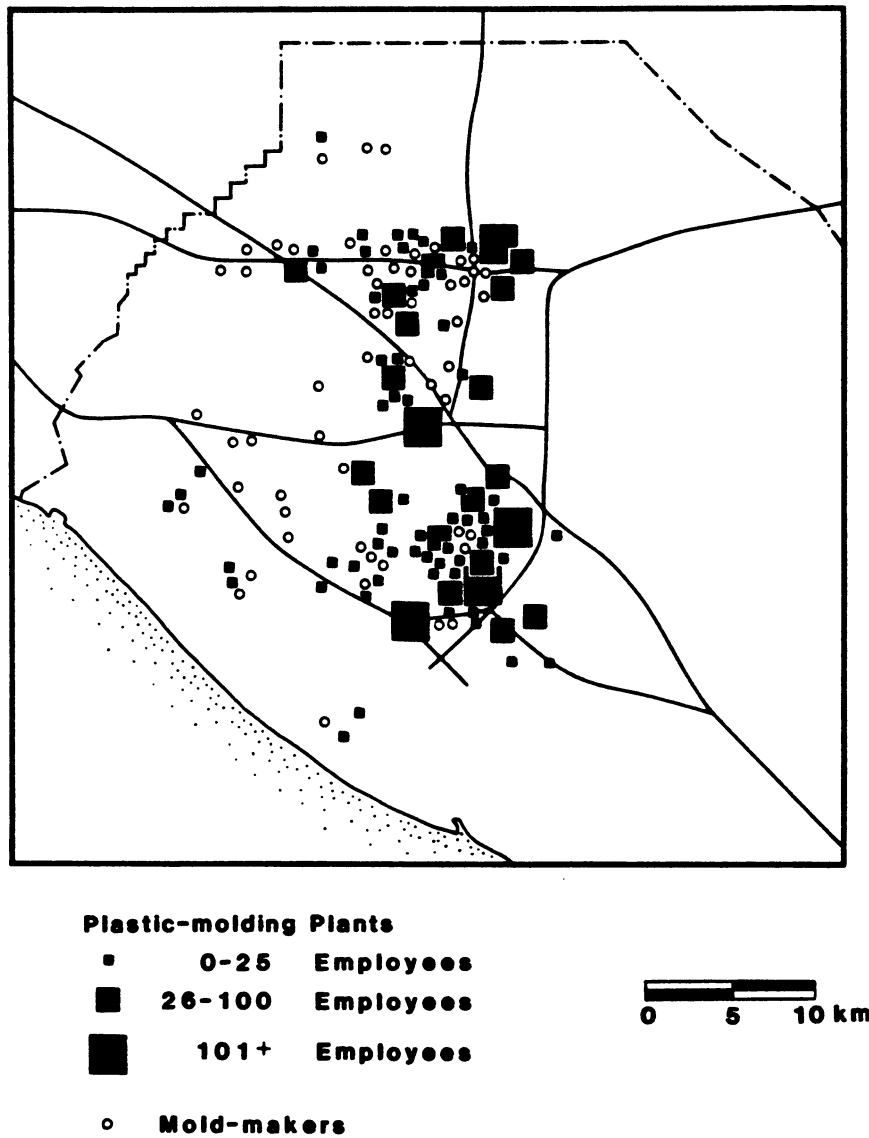 Plastic-molding Plants
0-25 Employees
26-100 Employees
101+ Employees
Mold-makers
0 5 10 km